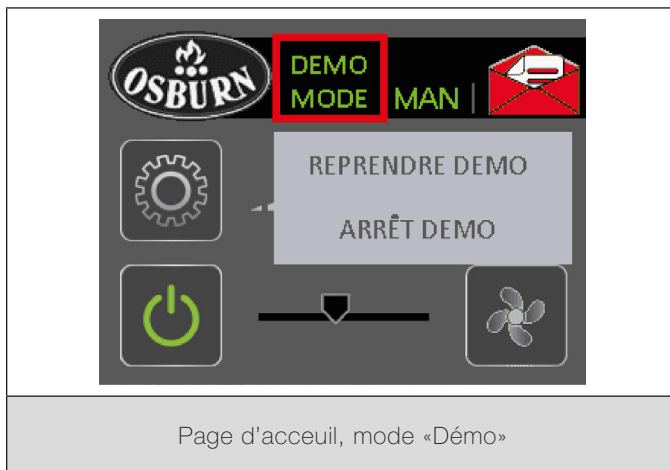 OSBURN
DEMO
MODE
MAN
REPRENDRE DEMO
ARRÊT DEMO
Page d'acceuil, mode «Démo»